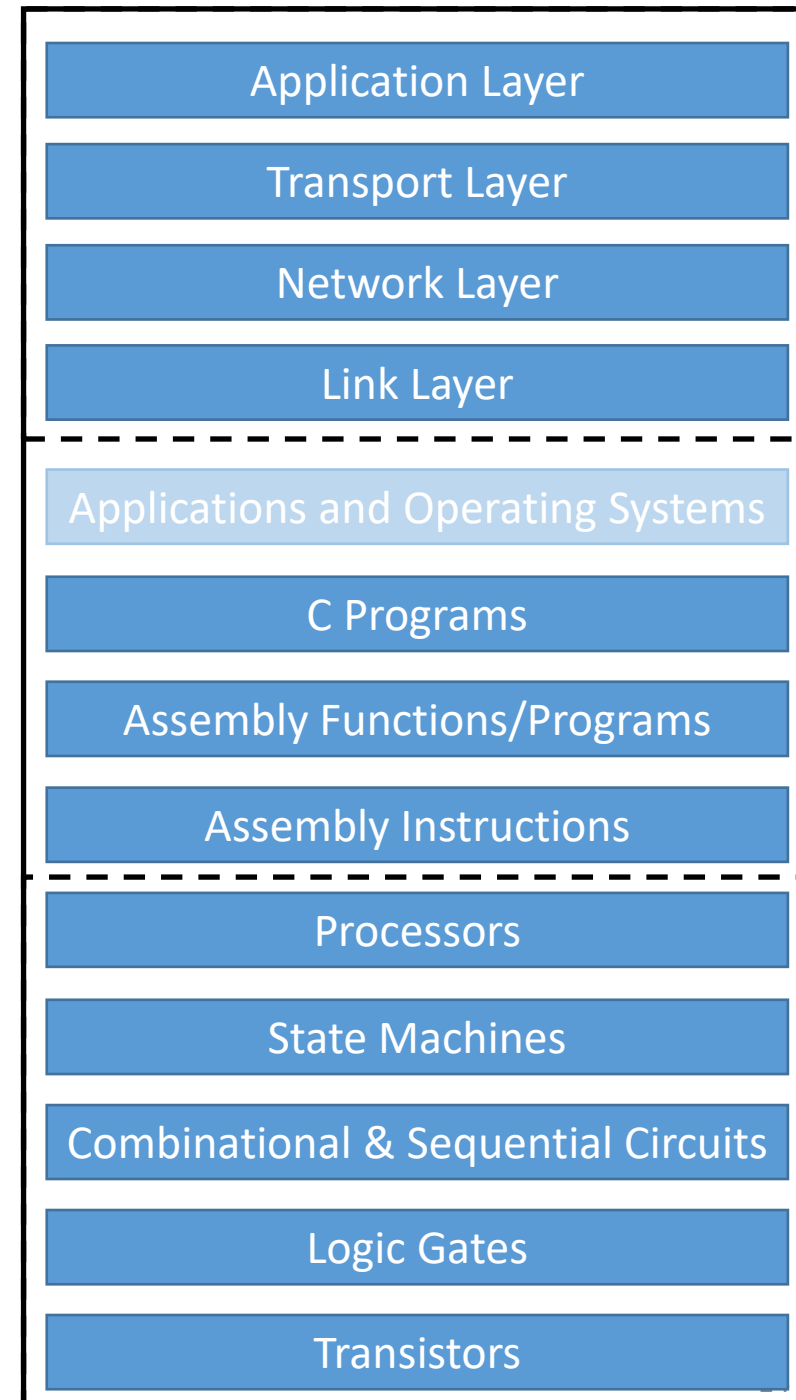 Application Layer
Transport Layer
Network Layer
Link Layer
Applications and Operating Systems
C Programs
Assembly Functions/Programs
Assembly Instructions
Processors
State Machines
Combinational & Sequential Circuits
Logic Gates
Transistors